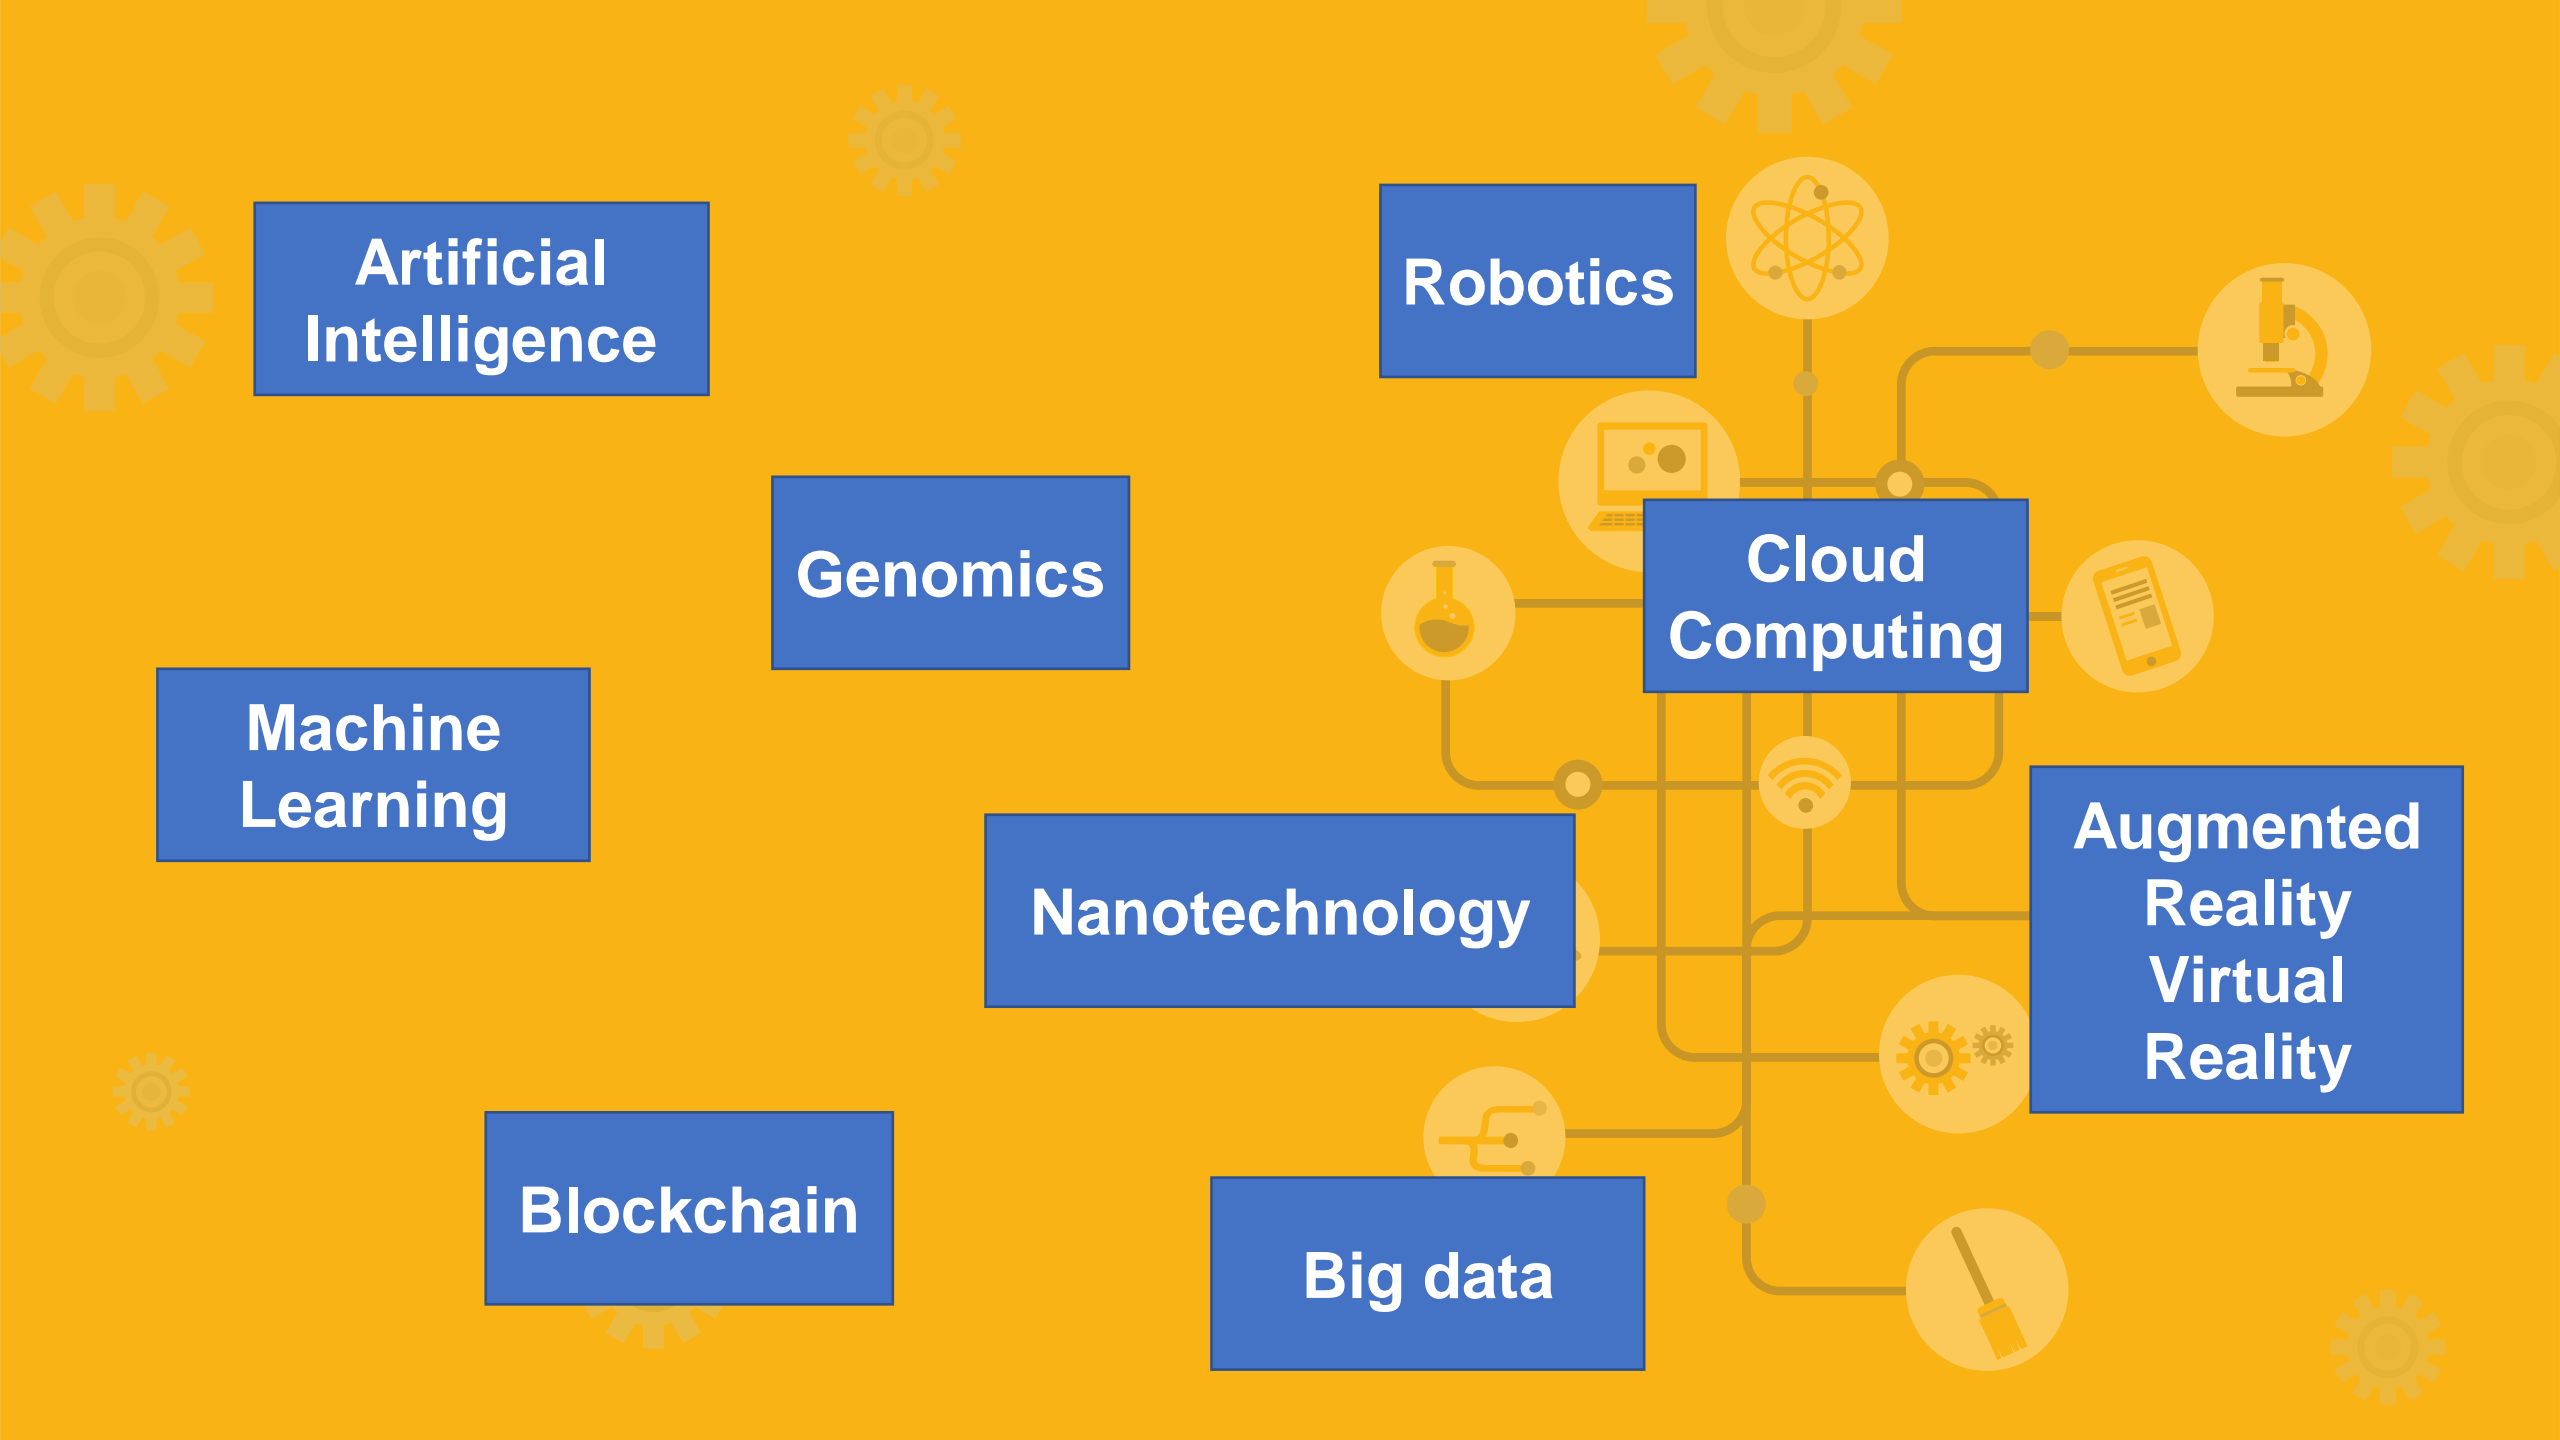 Artificial
Intelligence
Robotics
Genomics
Cloud
Computing
Machine
Learning
Nanotechnology
Augmented
Reality
Virtual
Reality
Blockchain
Big data